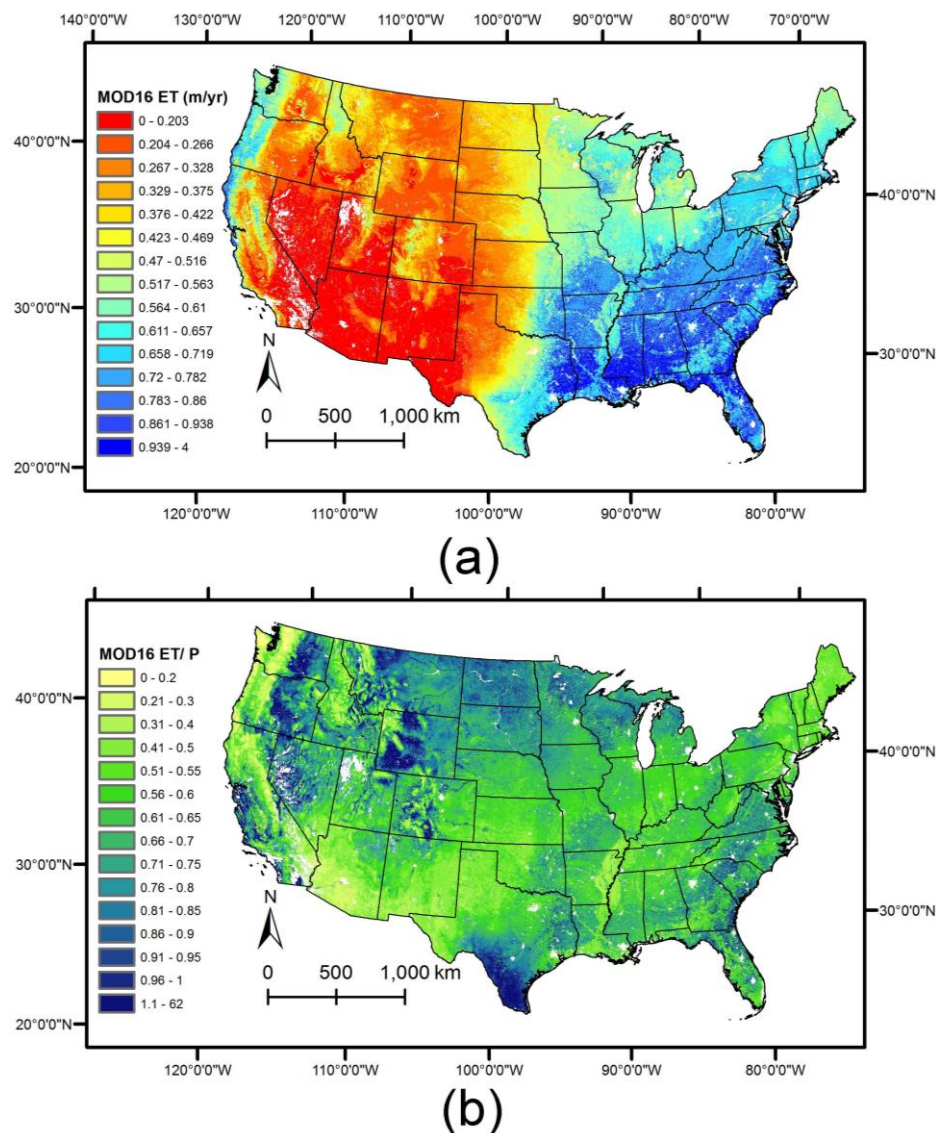 140°0'0"W 130°0'0"W 120°0'0"W 110°0'0"W 100°0'0"W 90°0'0"W 80°0'0"W 70°0'0"W
MOD16 ET (m/yr)
0 - 0.203
0.204 - 0.266
0.267 - 0.328
0.329 - 0.375
0.376 - 0.422
0.423 - 0.469
0.47 - 0.516
0.517 - 0.563
0.564 - 0.61
0.611 - 0.657
0.658 - 0.719
0.72 - 0.782
0.783 - 0.86
0.861 - 0.938
0.939 - 4
40°0'0"N
30°0'0"N
20°0'0"N
40°0'0"N
30°0'0"N
N
0 500 1,000 km
120°0'0"W 110°0'0"W 100°0'0"W 90°0'0"W 80°0'0"W
(a)
MOD16 ET/ P
0 - 0.2
0.21 - 0.3
0.31 - 0.4
0.41 - 0.5
0.51 - 0.55
0.56 - 0.6
0.61 - 0.65
0.66 - 0.7
0.71 - 0.75
0.76 - 0.8
0.81 - 0.85
0.86 - 0.9
0.91 - 0.95
0.96 - 1
1.1 - 62
40°0'0"N
30°0'0"N
20°0'0"N
40°0'0"N
30°0'0"N
N
0 500 1,000 km
120°0'0"W 110°0'0"W 100°0'0"W 90°0'0"W 80°0'0"W
(b)